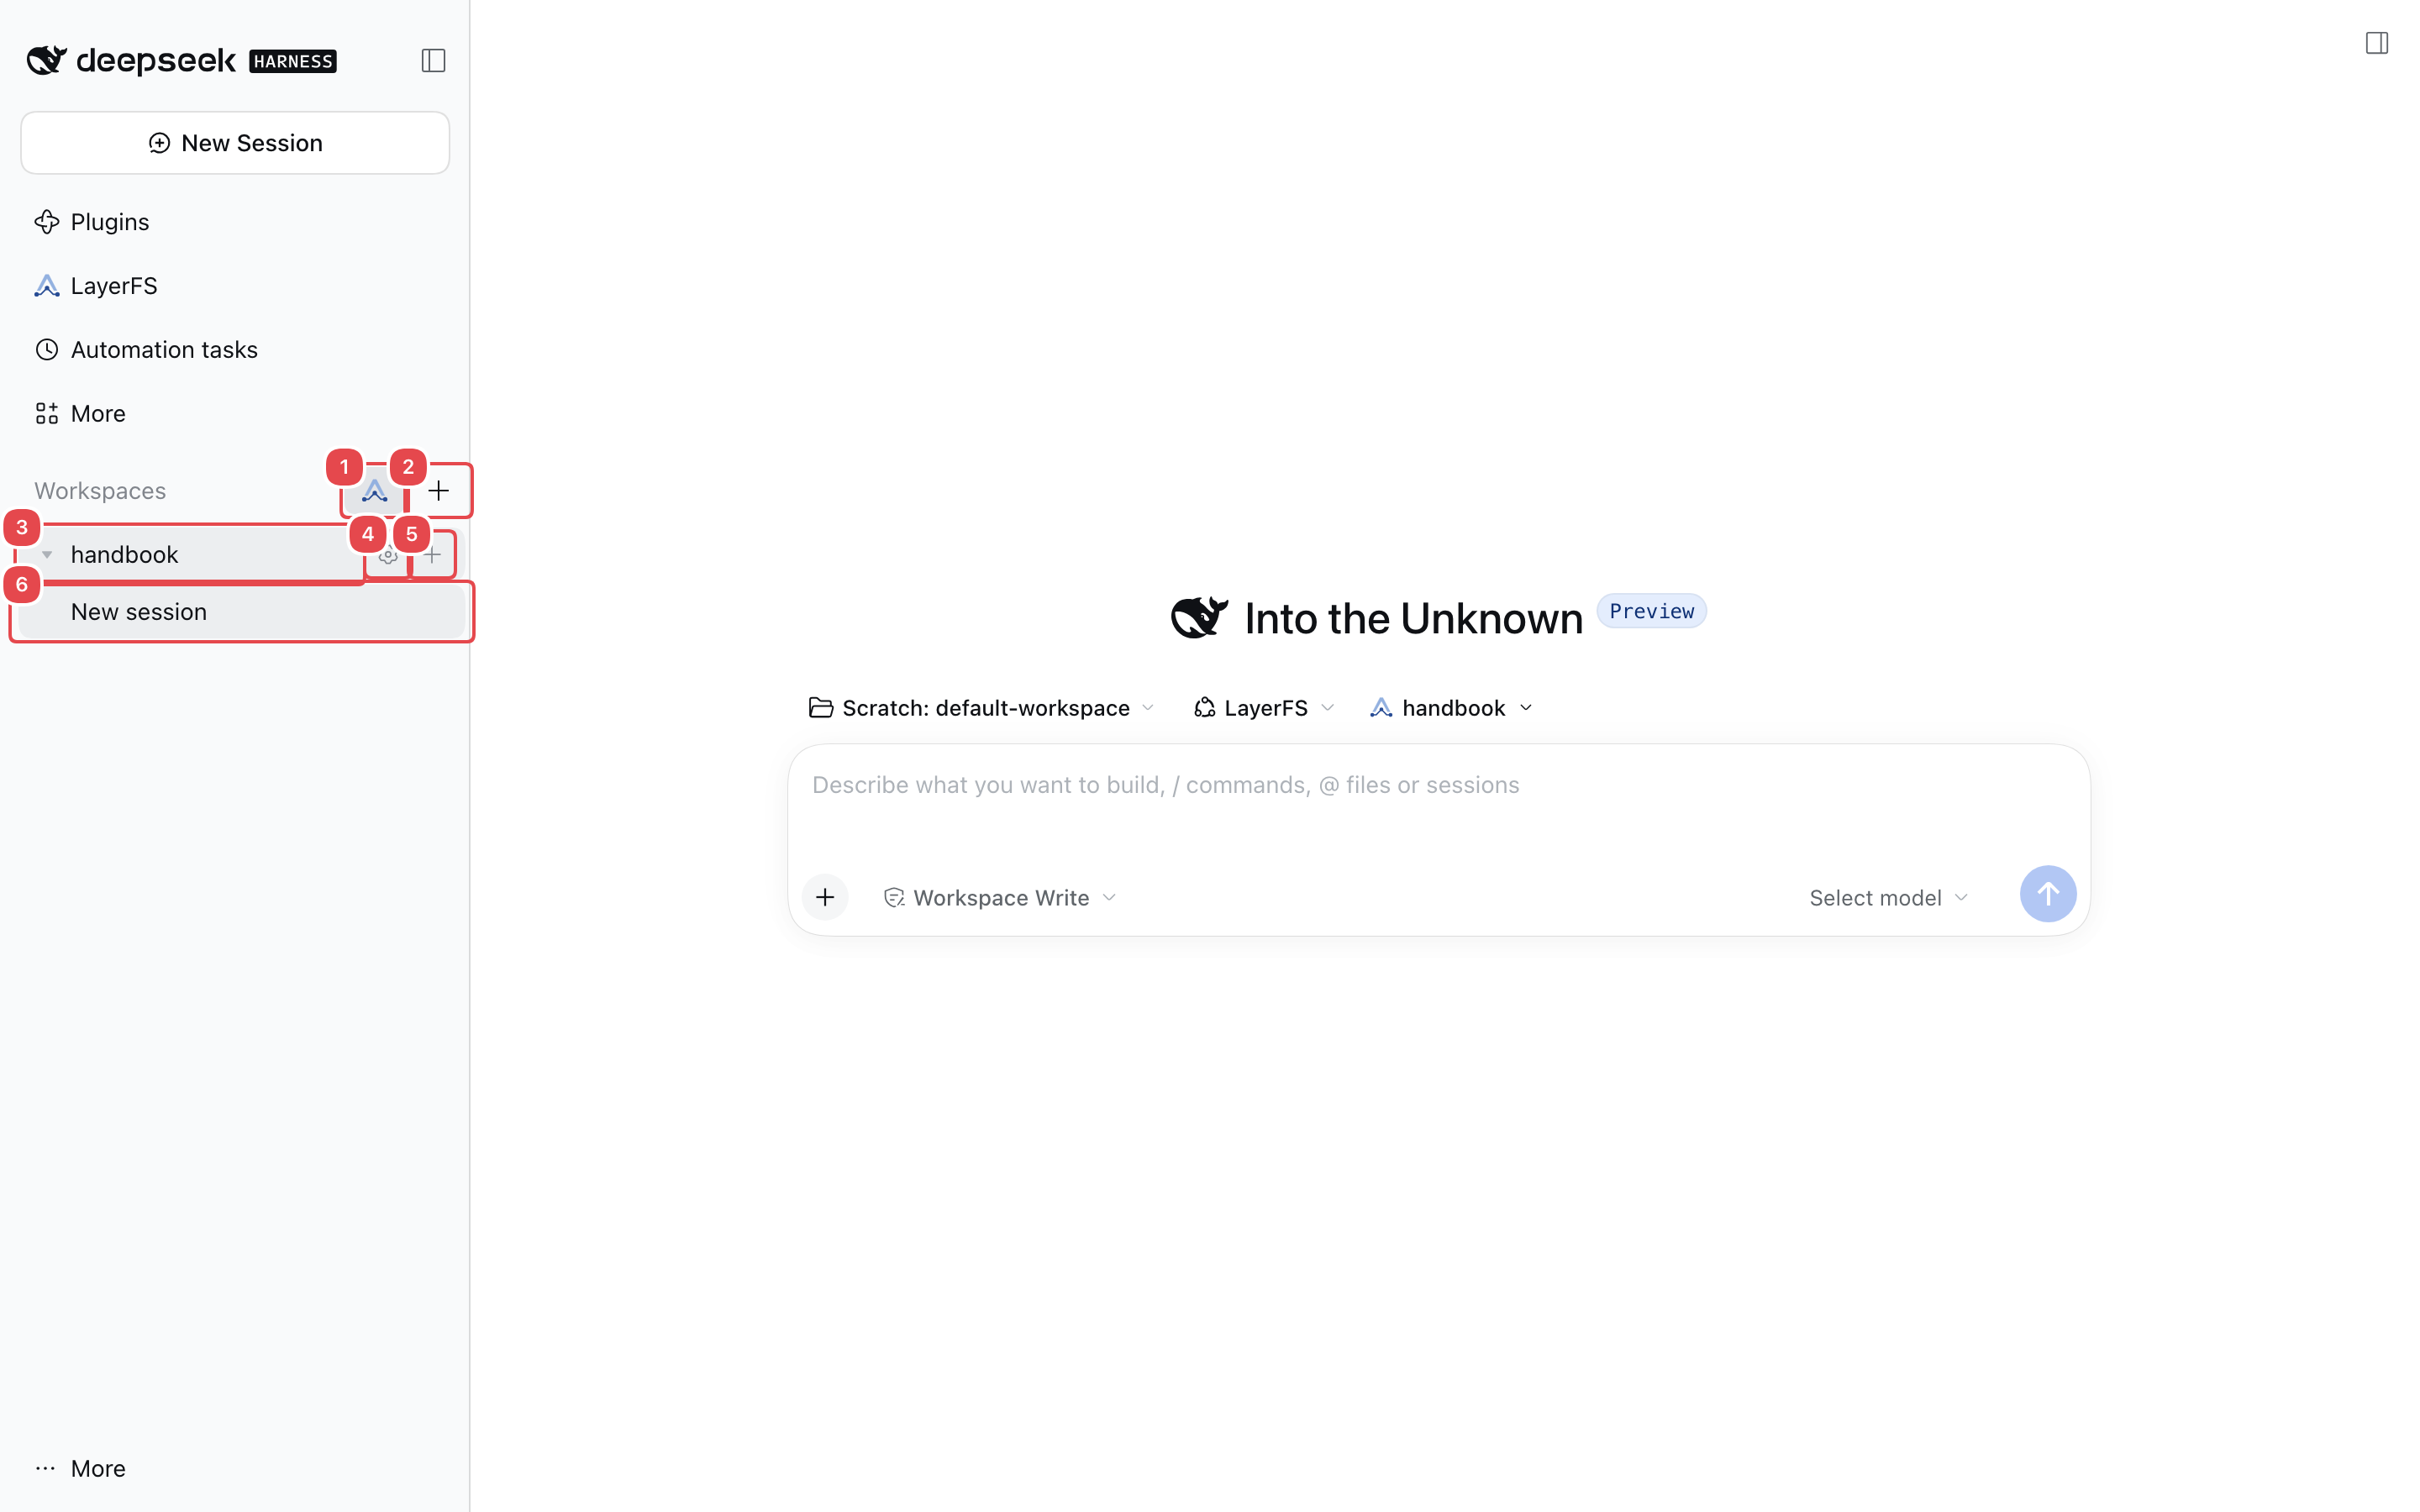 deepseek HARNESS
New Session
Plugins
LayerFS
Automation tasks
More
1 2
Workspaces
3 4 5
handbook
6
New session
Into the Unknown Preview
Scratch: default-workspace LayerFS handbook
Describe what you want to build, / commands, @ files or sessions
Workspace Write Select model
More